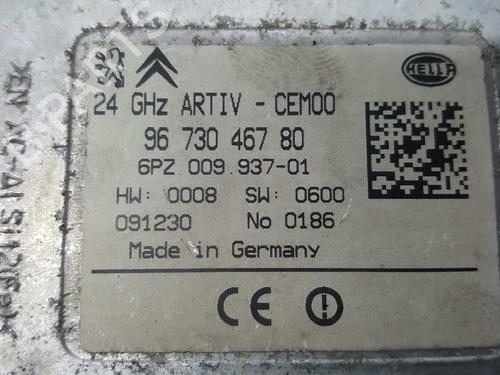 HELLA
24 GHz ARTIV - CEM00
96 730 467 80
6PZ 009.937-01
HW: 0008 SW: 0600
091230 No 0186
Made in Germany
CE